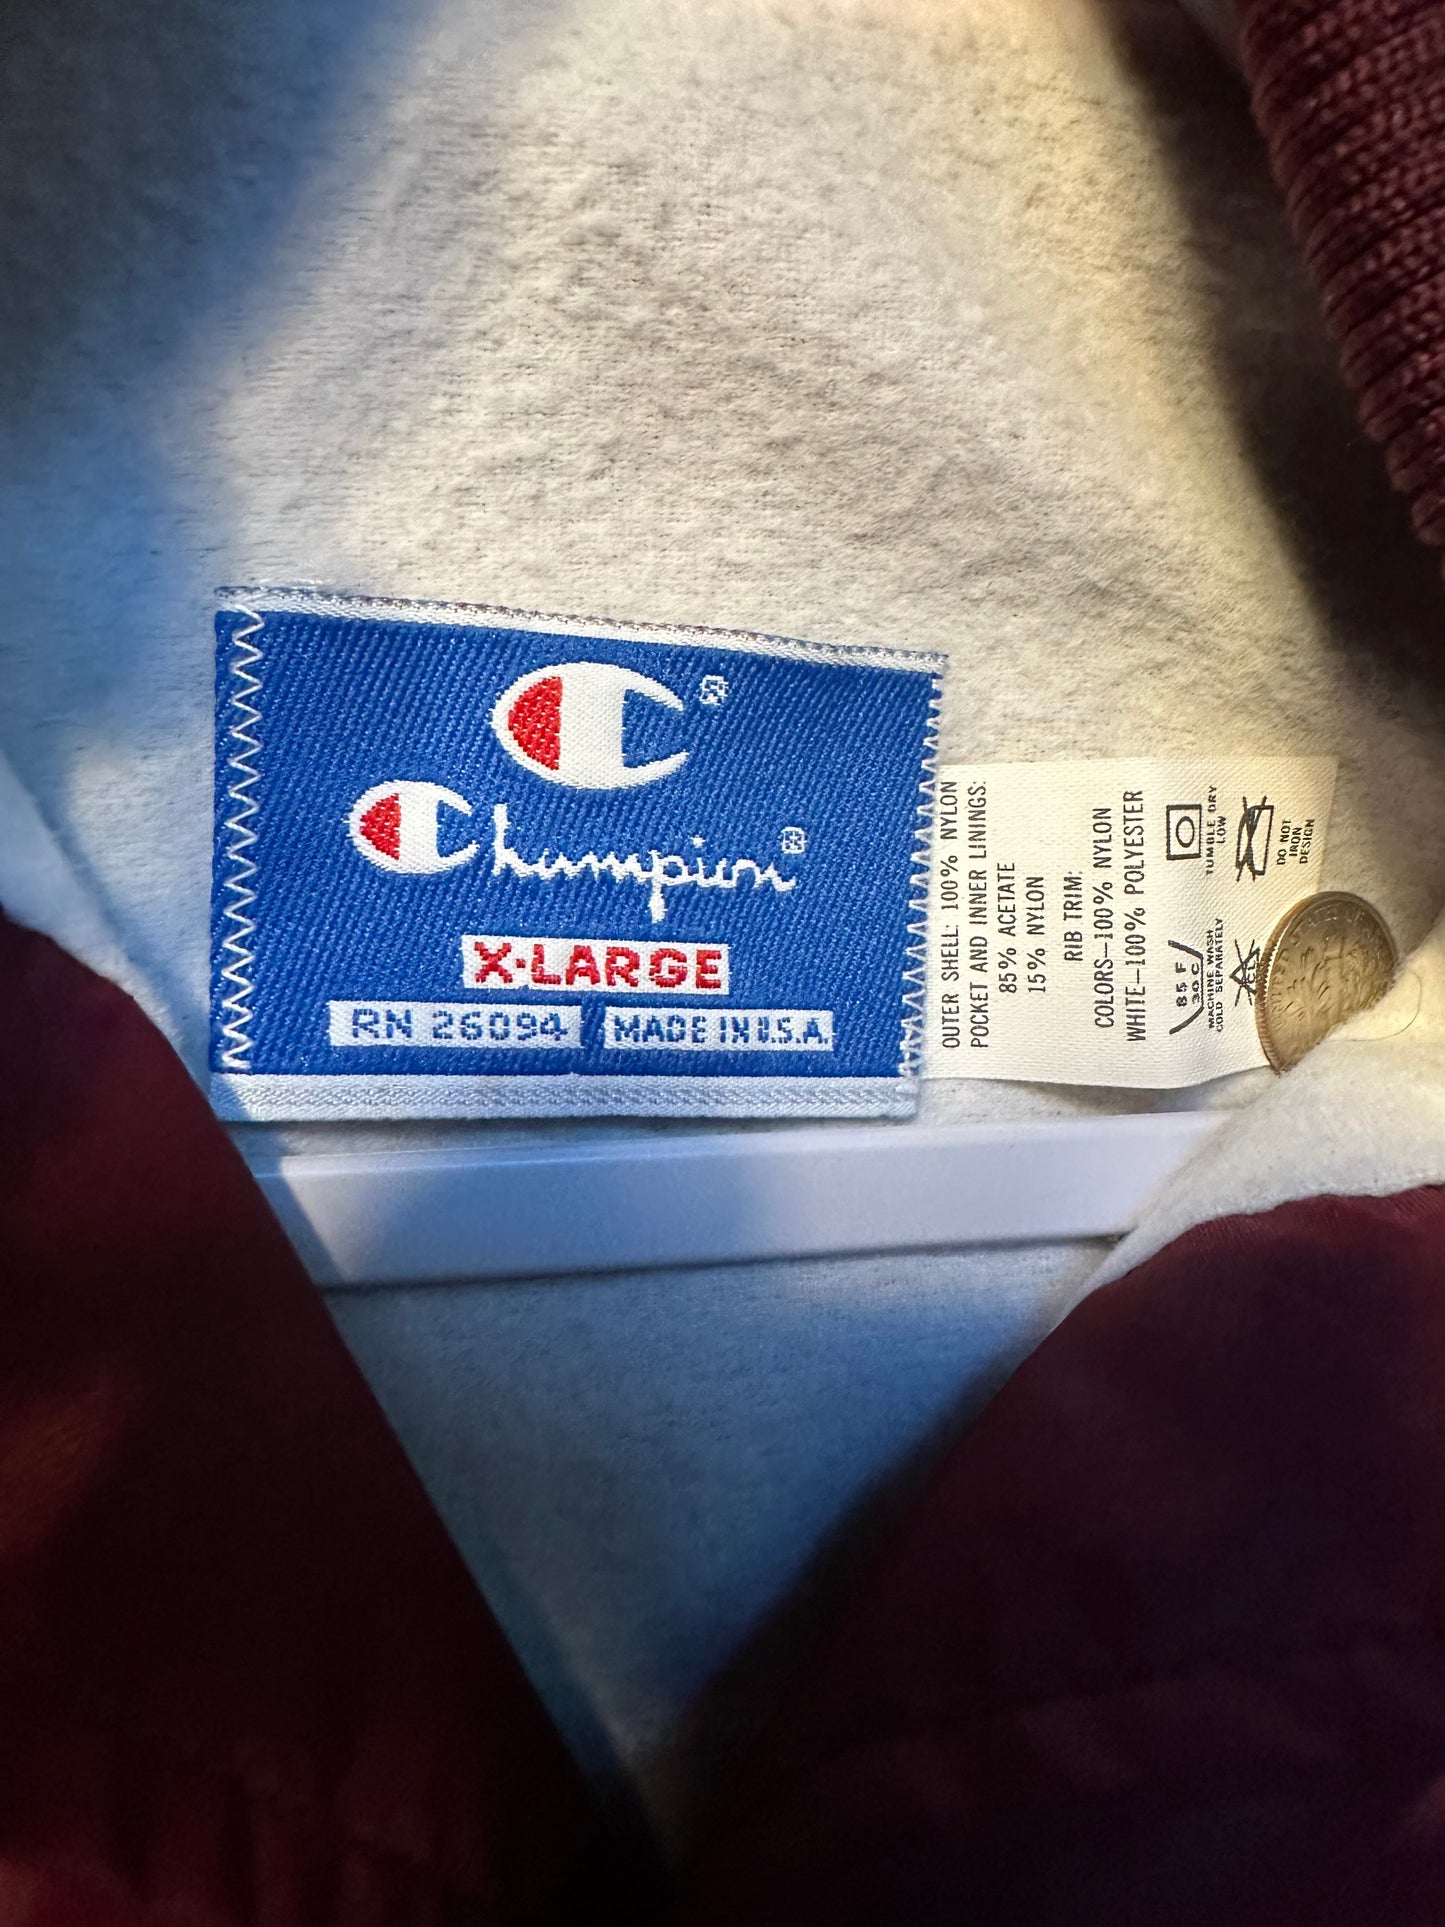 ®
Champion®
X-LARGE
RN 26094 MADE IN U.S.A.
OUTER SHELL: 100% NYLON
POCKET AND INNER LININGS:
85% ACETATE
15% NYLON
RIB TRIM:
COLORS—100% NYLON
WHITE—100% POLYESTER
85 F
30 C
MACHINE WASH
COLD SEPARATELY
TUMBLE DRY
LOW
CL
DO NOT
IRON
DESIGN